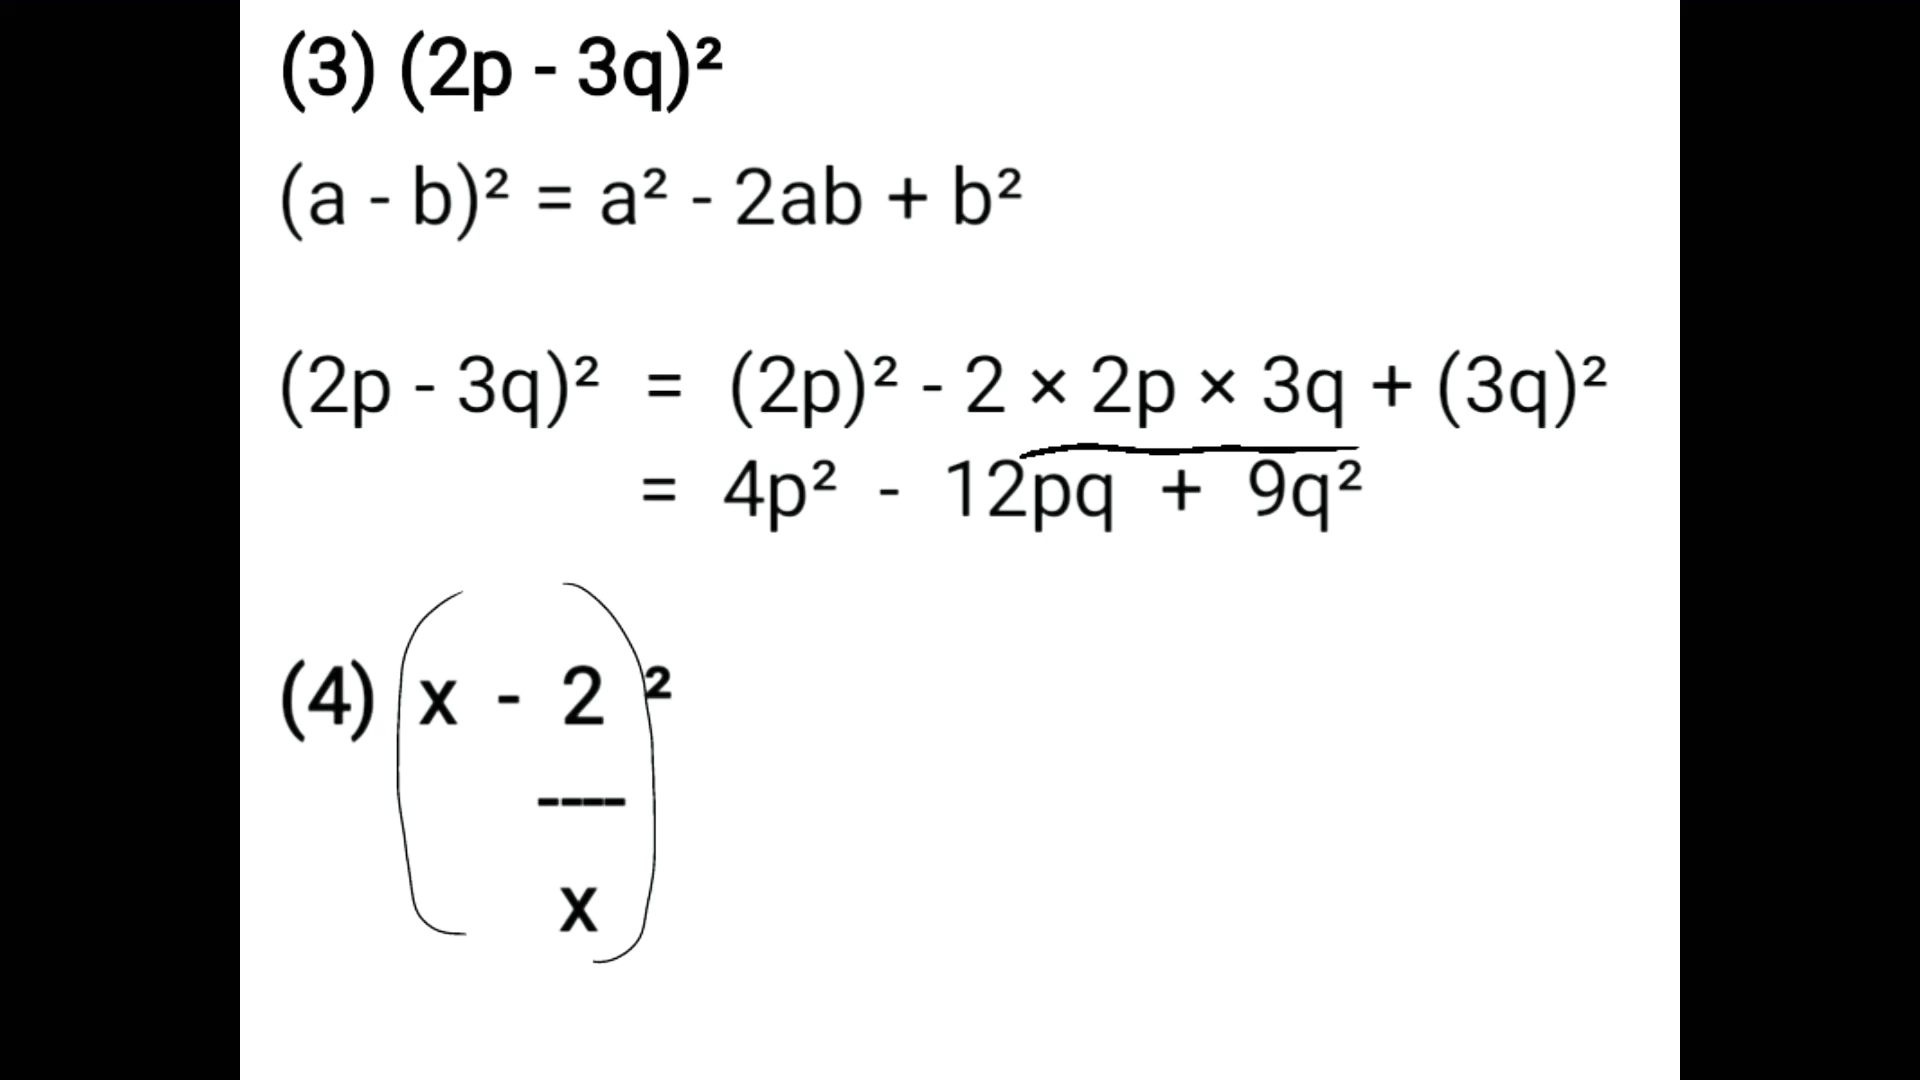 (3) (2p - 3q)²
(a - b)² = a² - 2ab + b²
(2p - 3q)² = (2p)² - 2 × 2p × 3q + (3q)²
= 4p² - 12pq + 9q²
(4) (x - 2)²
----
x